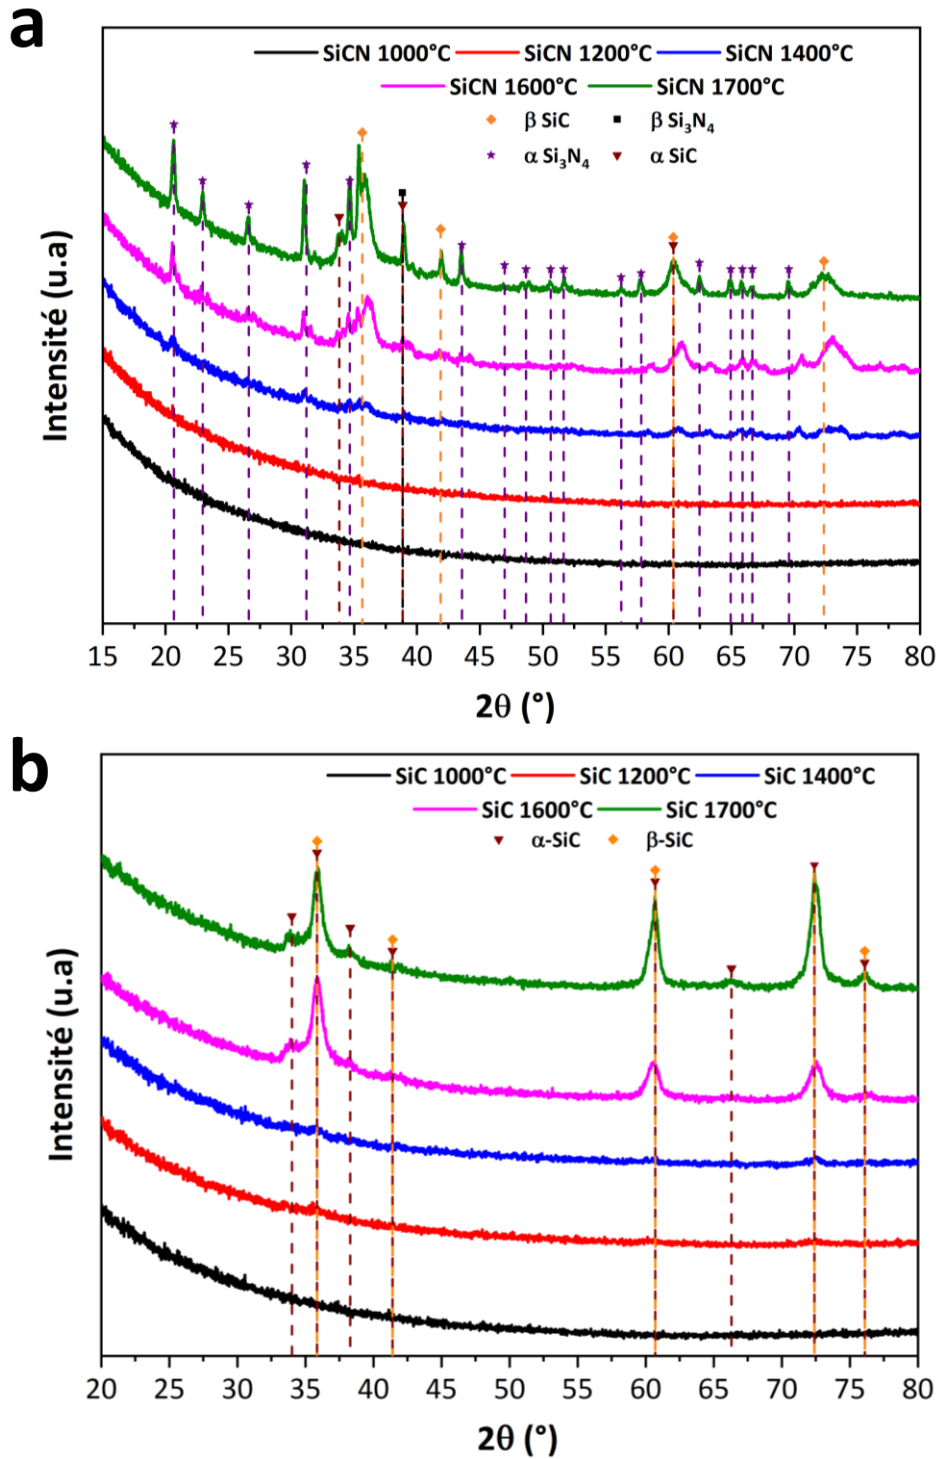 a
SiCN 1000°C SiCN 1200°C SiCN 1400°C
SiCN 1600°C SiCN 1700°C
β SiC β Si₃N₄
α Si₃N₄ α SiC
Intensité (u.a)
15 20 25 30 35 40 45 50 55 60 65 70 75 80
2θ (°)
b
SiC 1000°C SiC 1200°C SiC 1400°C
SiC 1600°C SiC 1700°C
α-SiC β-SiC
Intensité (u.a)
20 25 30 35 40 45 50 55 60 65 70 75 80
2θ (°)